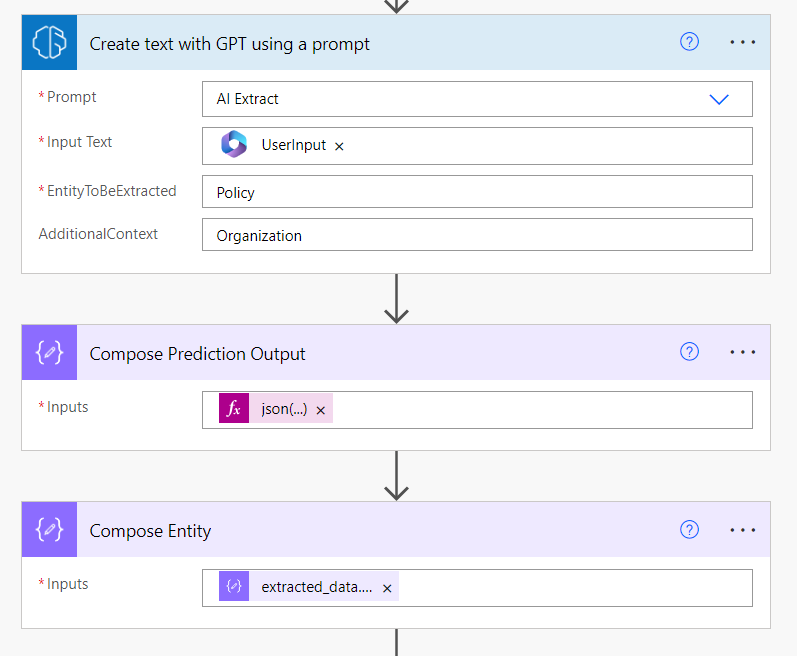 Create text with GPT using a prompt
* Prompt
AI Extract
* Input Text
UserInput ×
* EntityToBeExtracted
Policy
AdditionalContext
Organization
Compose Prediction Output
* Inputs
fx json(...) ×
Compose Entity
* Inputs
extracted_data.... ×